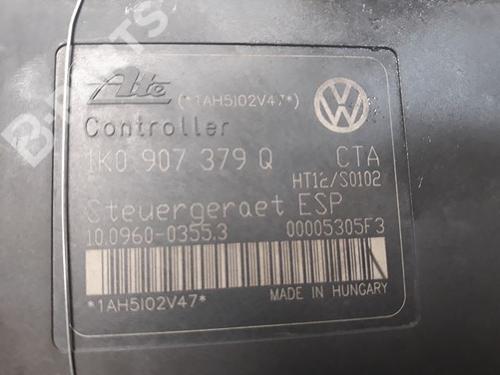 Ate (*1AH5I02V47*)
Controller
1K0 907 379 Q CTA
HT12/S0102
Steuergeraet ESP
10.0960-0355.3 00005305F3
*1AH5I02V47* MADE IN HUNGARY